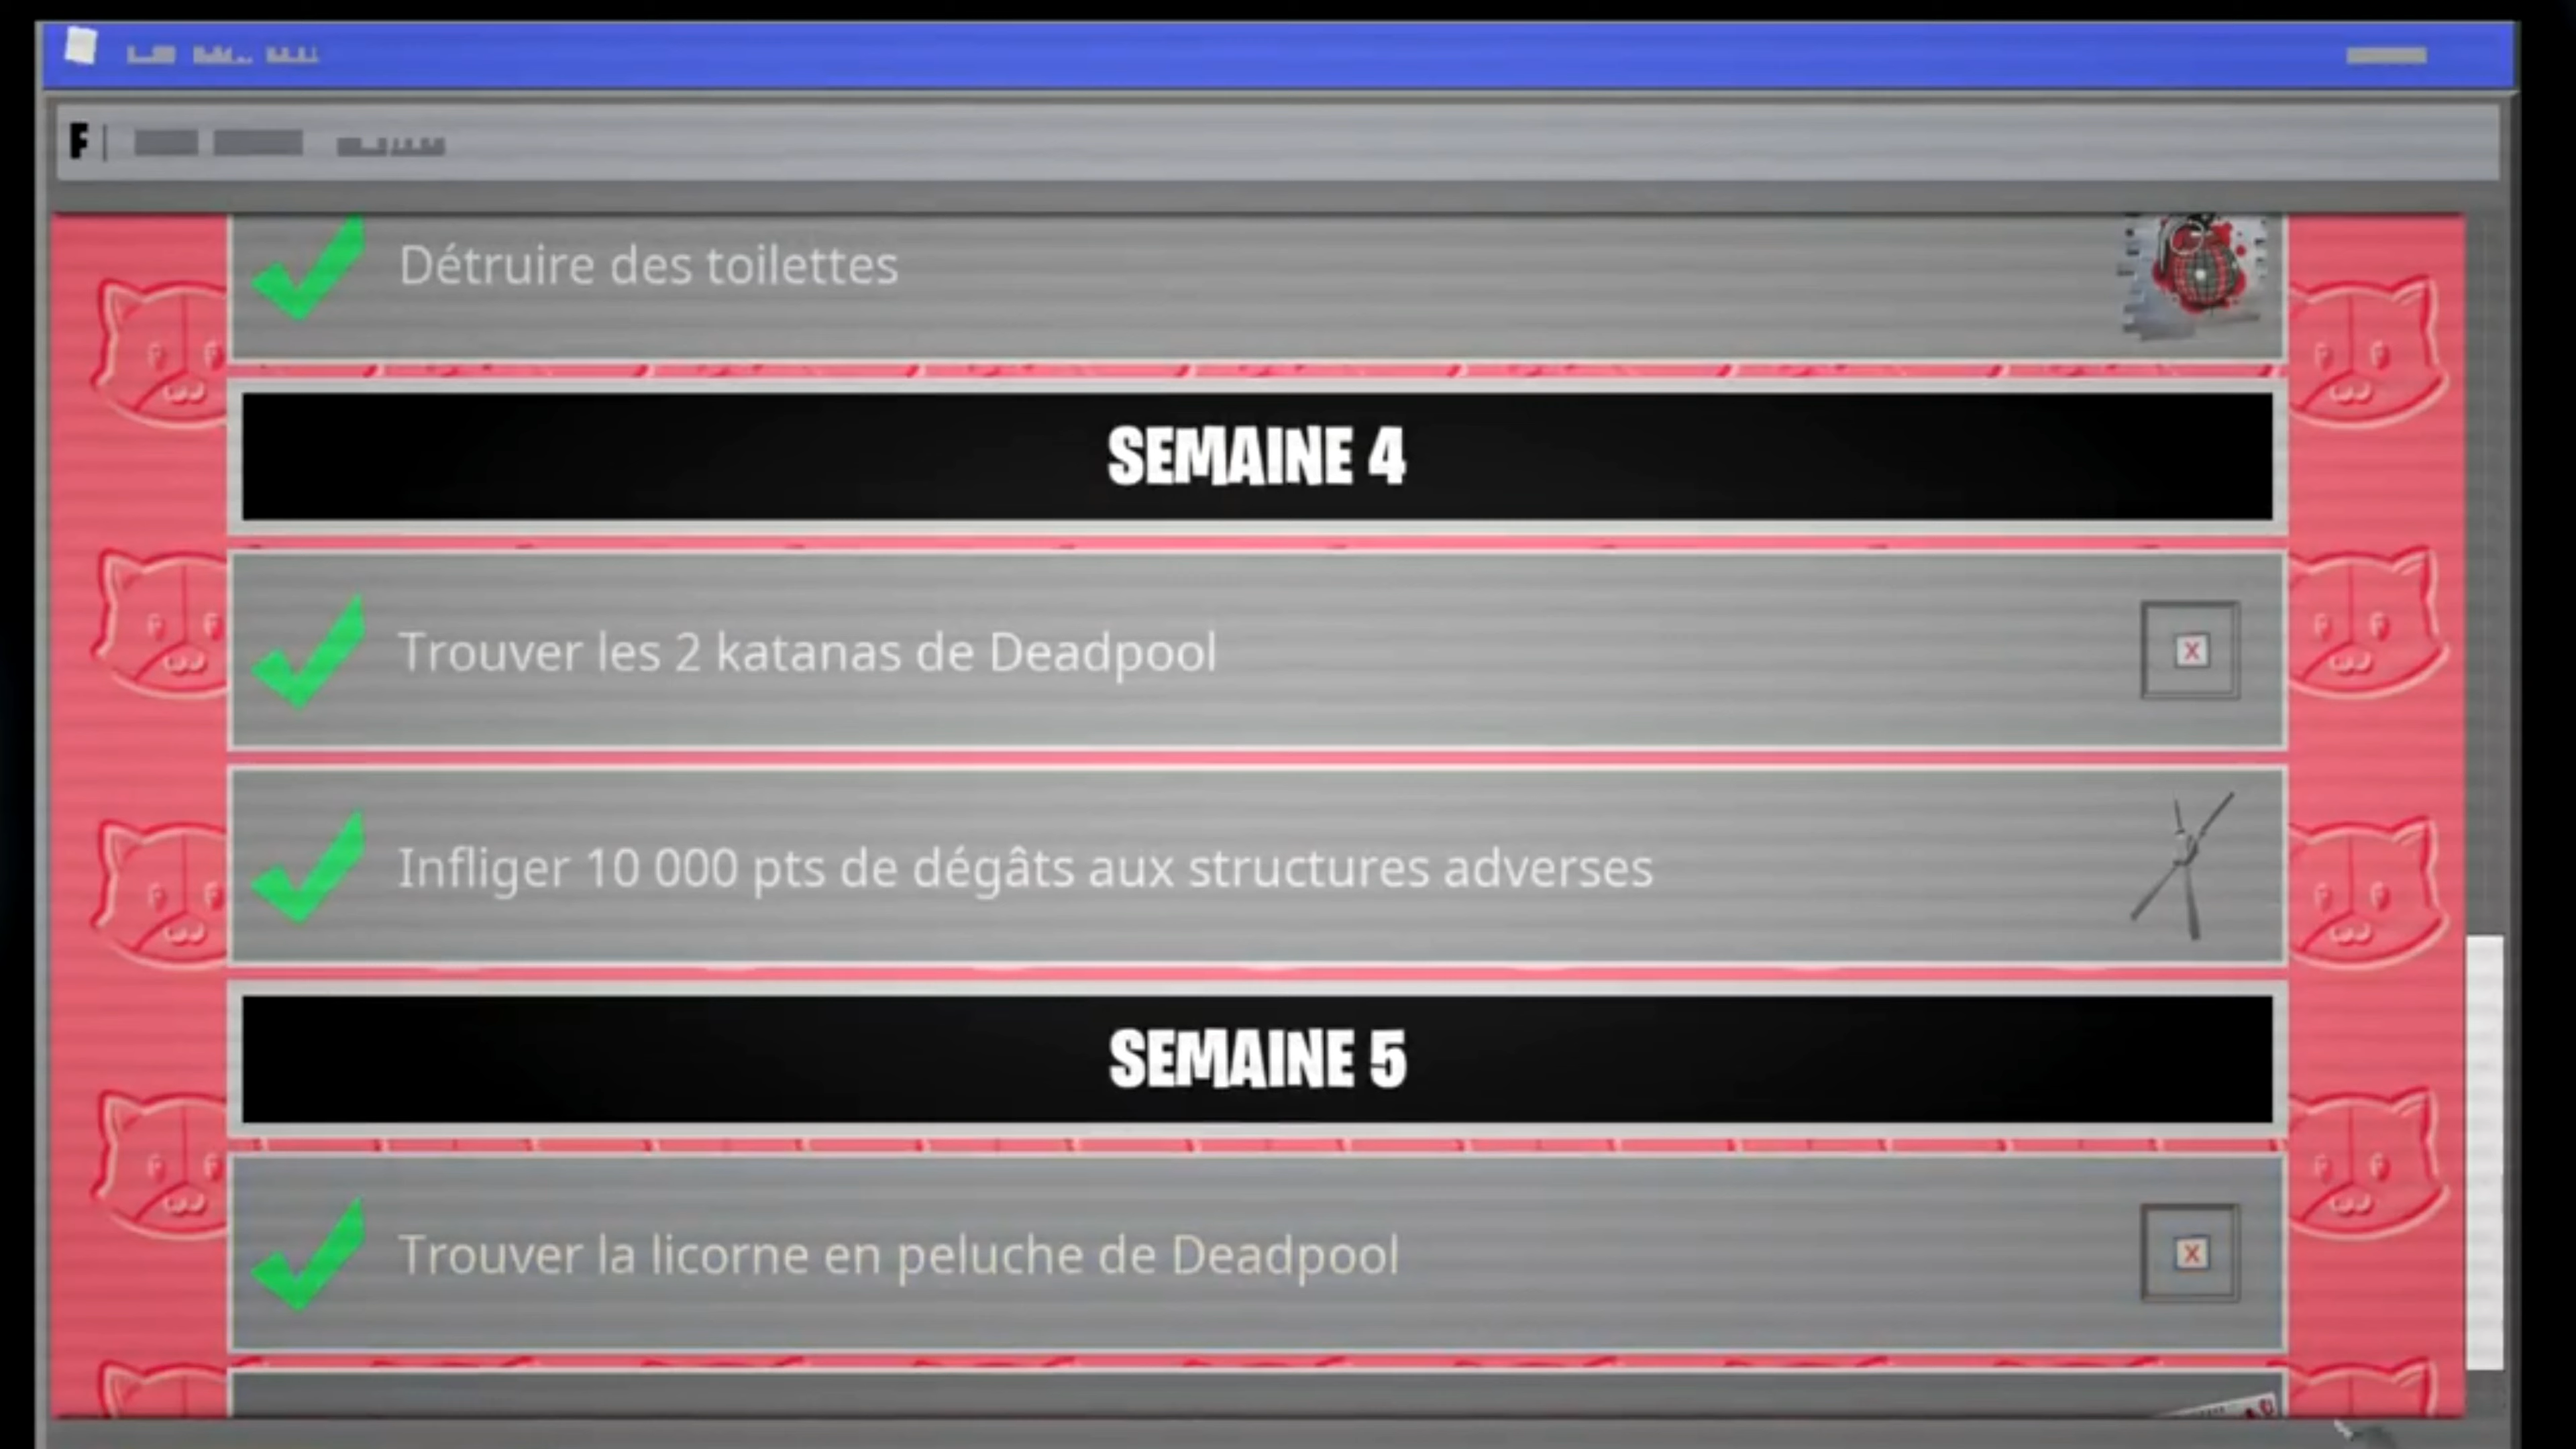 F
Détruire des toilettes
SEMAINE 4
Trouver les 2 katanas de Deadpool
X
Infliger 10 000 pts de dégâts aux structures adverses
SEMAINE 5
Trouver la licorne en peluche de Deadpool
X